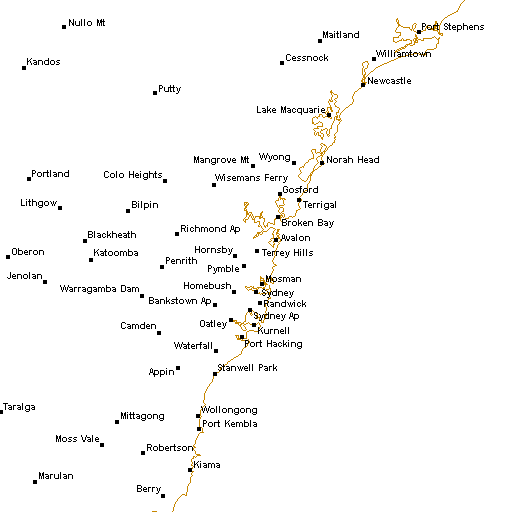 Nullo Mt
Port Stephens
Maitland
Williamtown
Cessnock
Kandos
Newcastle
Putty
Lake Macquarie
Wyong
Norah Head
Mangrove Mt
Portland
Colo Heights
Wisemans Ferry
Gosford
Terrigal
Lithgow
Bilpin
Broken Bay
Richmond Ap
Blackheath
Avalon
Oberon
Katoomba
Hornsby
Terrey Hills
Penrith
Pymble
Jenolan
Mosman
Warragamba Dam
Homebush
Sydney
Bankstown Ap
Randwick
Sydney Ap
Oatley
Camden
Kurnell
Waterfall
Port Hacking
Appin
Stanwell Park
Taralga
Mittagong
Wollongong
Port Kembla
Moss Vale
Robertson
Kiama
Marulan
Berry